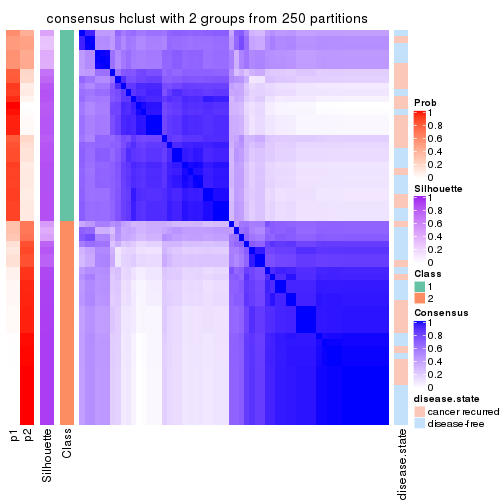 consensus hclust with 2 groups from 250 partitions
Prob
1
0.8
0.6
0.4
0.2
0
Silhouette
1
0.8
0.6
0.4
0.2
0
Class
1
2
Consensus
1
0.8
0.6
0.4
0.2
0
disease.state
cancer recurred
disease-free
p1
p2
Silhouette
Class
disease.state